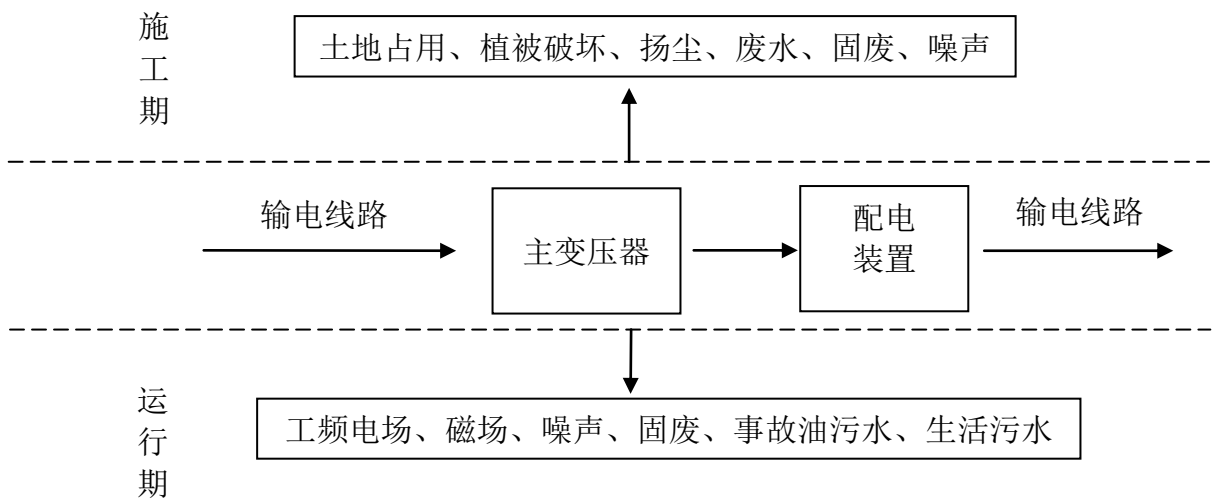 施工期
土地占用、植被破坏、扬尘、废水、固废、噪声
输电线路
主变压器
配电
装置
输电线路
运行期
工频电场、磁场、噪声、固废、事故油污水、生活污水